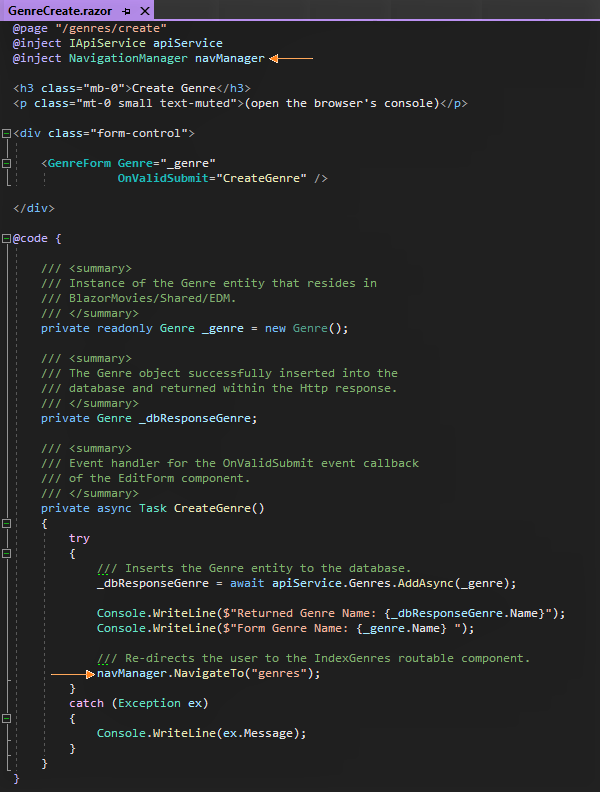 GenreCreate.razor
@page "/genres/create"
@inject IApiService apiService
@inject NavigationManager navManager
<h3 class="mb-0">Create Genre</h3>
<p class="mt-0 small text-muted">(open the browser's console)</p>
<div class="form-control">
<GenreForm Genre="_genre"
OnValidSubmit="CreateGenre" />
</div>
@code {
/// <summary>
/// Instance of the Genre entity that resides in
/// BlazorMovies/Shared/EDM.
/// </summary>
private readonly Genre _genre = new Genre();
/// <summary>
/// The Genre object successfully inserted into the
/// database and returned within the Http response.
/// </summary>
private Genre _dbResponseGenre;
/// <summary>
/// Event handler for the OnValidSubmit event callback
/// of the EditForm component.
/// </summary>
private async Task CreateGenre()
{
try
{
/// Inserts the Genre entity to the database.
_dbResponseGenre = await apiService.Genres.AddAsync(_genre);
Console.WriteLine($"Returned Genre Name: {_dbResponseGenre.Name}");
Console.WriteLine($"Form Genre Name: {_genre.Name} ");
/// Re-directs the user to the IndexGenres routable component.
navManager.NavigateTo("genres");
}
catch (Exception ex)
{
Console.WriteLine(ex.Message);
}
}
}